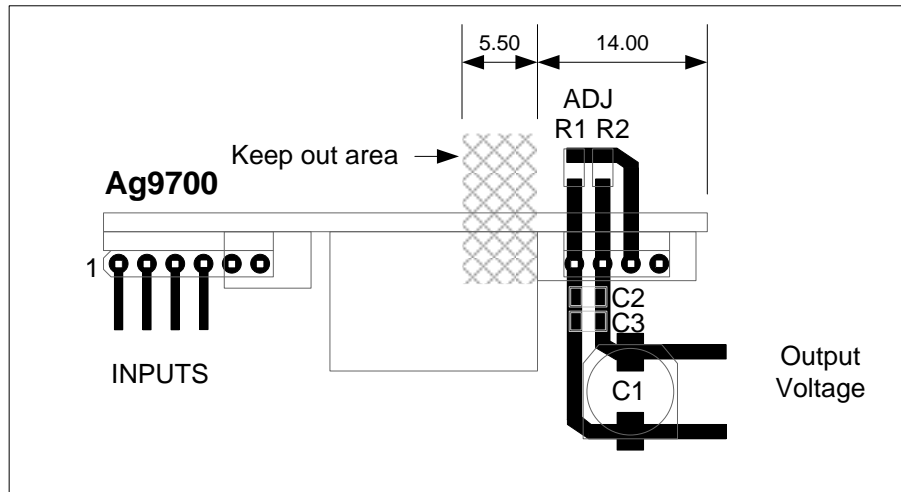 5.50 14.00
ADJ
R1 R2
Keep out area
Ag9700
1
C2
C3
INPUTS
Output
Voltage
C1